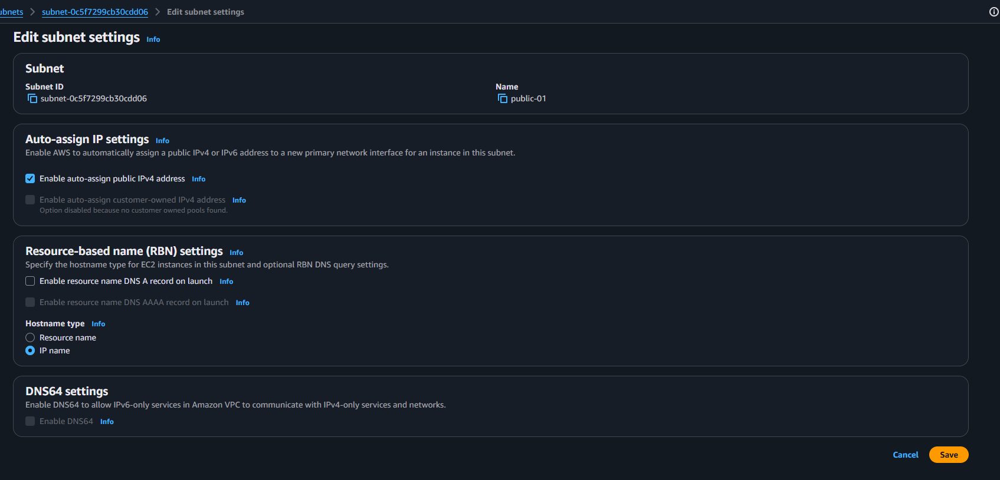 ubnets > subnet-0c5f7299cb30cdd06 > Edit subnet settings
Edit subnet settings Info
Subnet
Subnet ID
subnet-0c5f7299cb30cdd06
Name
public-01
Auto-assign IP settings Info
Enable AWS to automatically assign a public IPv4 or IPv6 address to a new primary network interface for an instance in this subnet.
Enable auto-assign public IPv4 address Info
Enable auto-assign customer-owned IPv4 address Info
Option disabled because no customer owned pools found.
Resource-based name (RBN) settings Info
Specify the hostname type for EC2 instances in this subnet and optional RBN DNS query settings.
Enable resource name DNS A record on launch Info
Enable resource name DNS AAAA record on launch Info
Hostname type Info
Resource name
IP name
DNS64 settings
Enable DNS64 to allow IPv6-only services in Amazon VPC to communicate with IPv4-only services and networks.
Enable DNS64 Info
Cancel Save